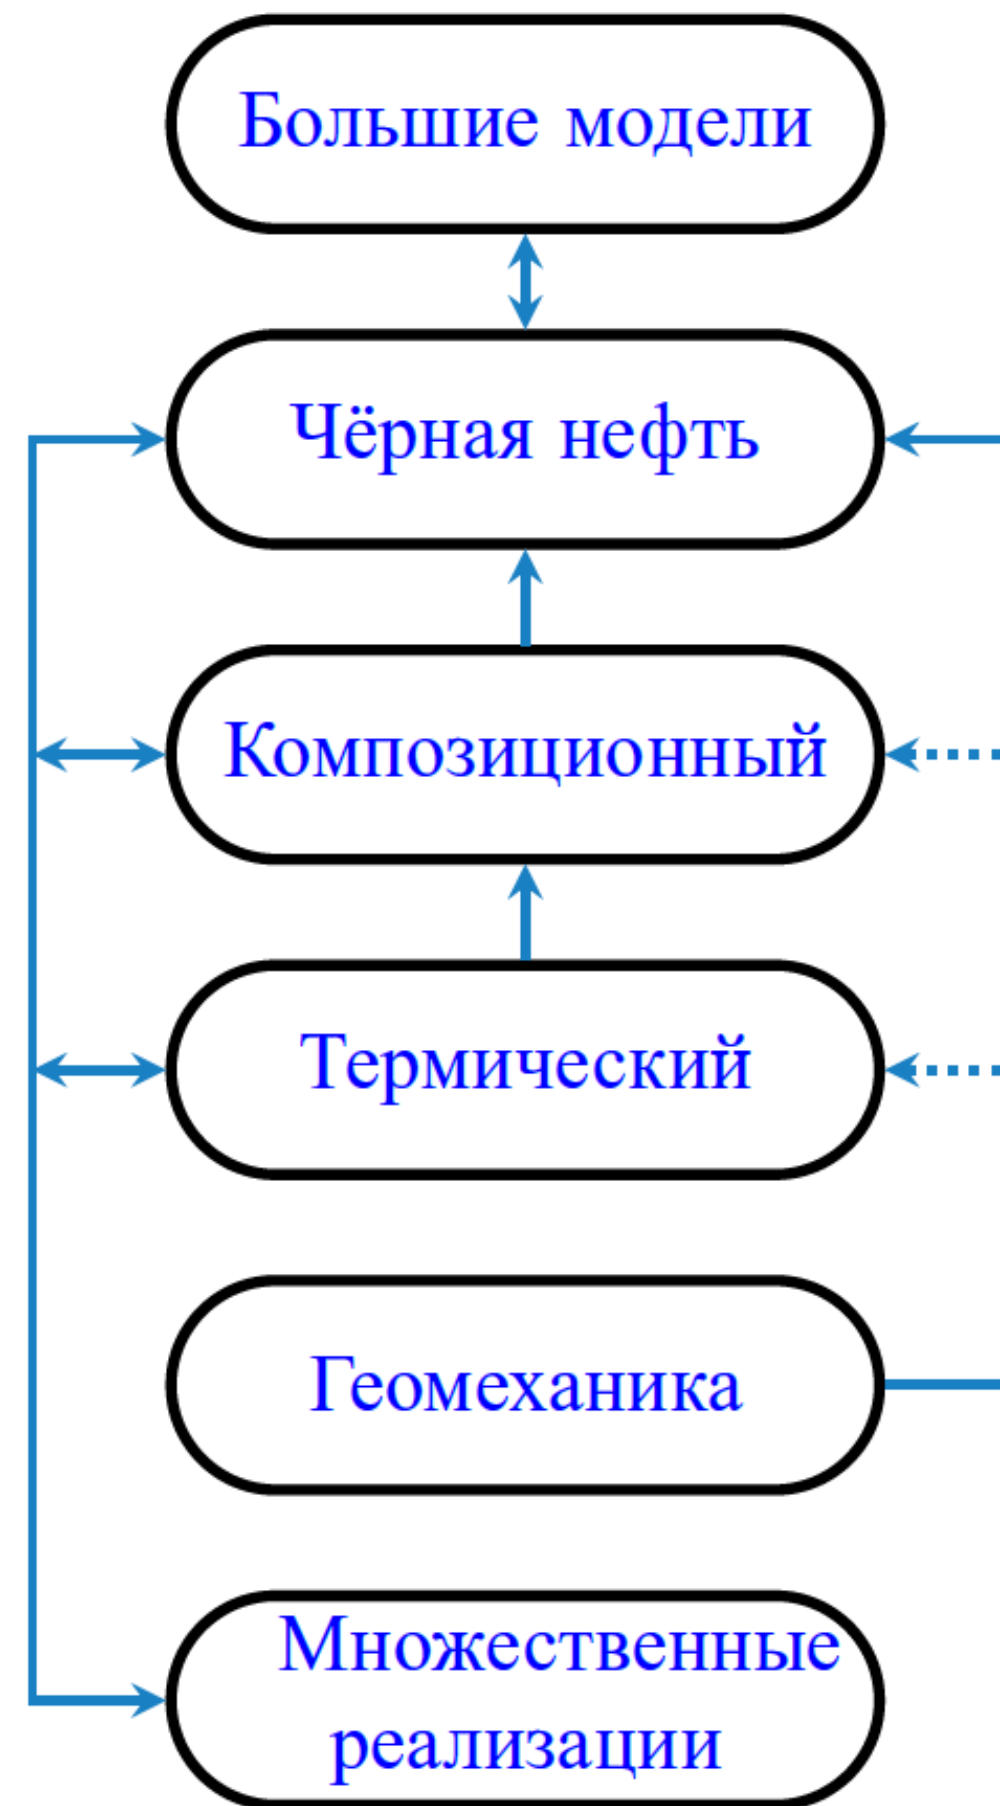 Большие модели
Чёрная нефть
Композиционный
Термический
Геомеханика
Множественные
реализации